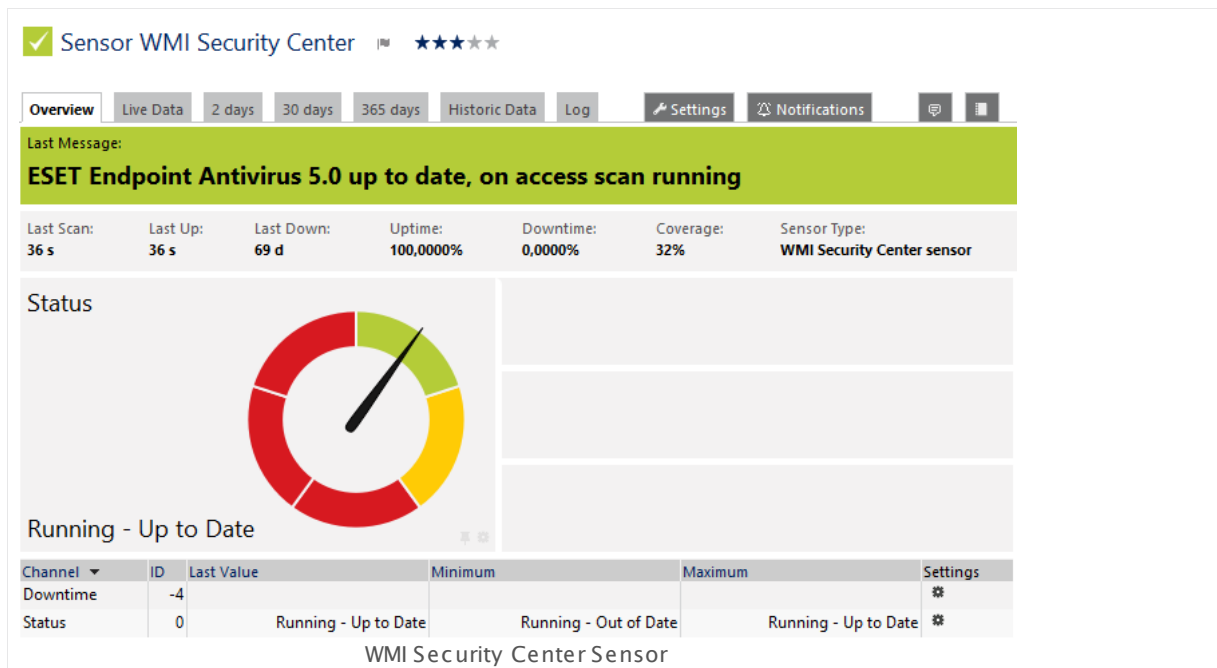 Sensor WMI Security Center
Overview Live Data 2 days 30 days 365 days Historic Data Log Settings Notifications
Last Message:
ESET Endpoint Antivirus 5.0 up to date, on access scan running
Last Scan: Last Up: Last Down: Uptime: Downtime: Coverage: Sensor Type:
36 s 36 s 69 d 100,0000% 0,0000% 32% WMI Security Center sensor
Status
Running - Up to Date
Channel ID Last Value Minimum Maximum Settings
Downtime -4
Status 0 Running - Up to Date Running - Out of Date Running - Up to Date
WMI Security Center Sensor